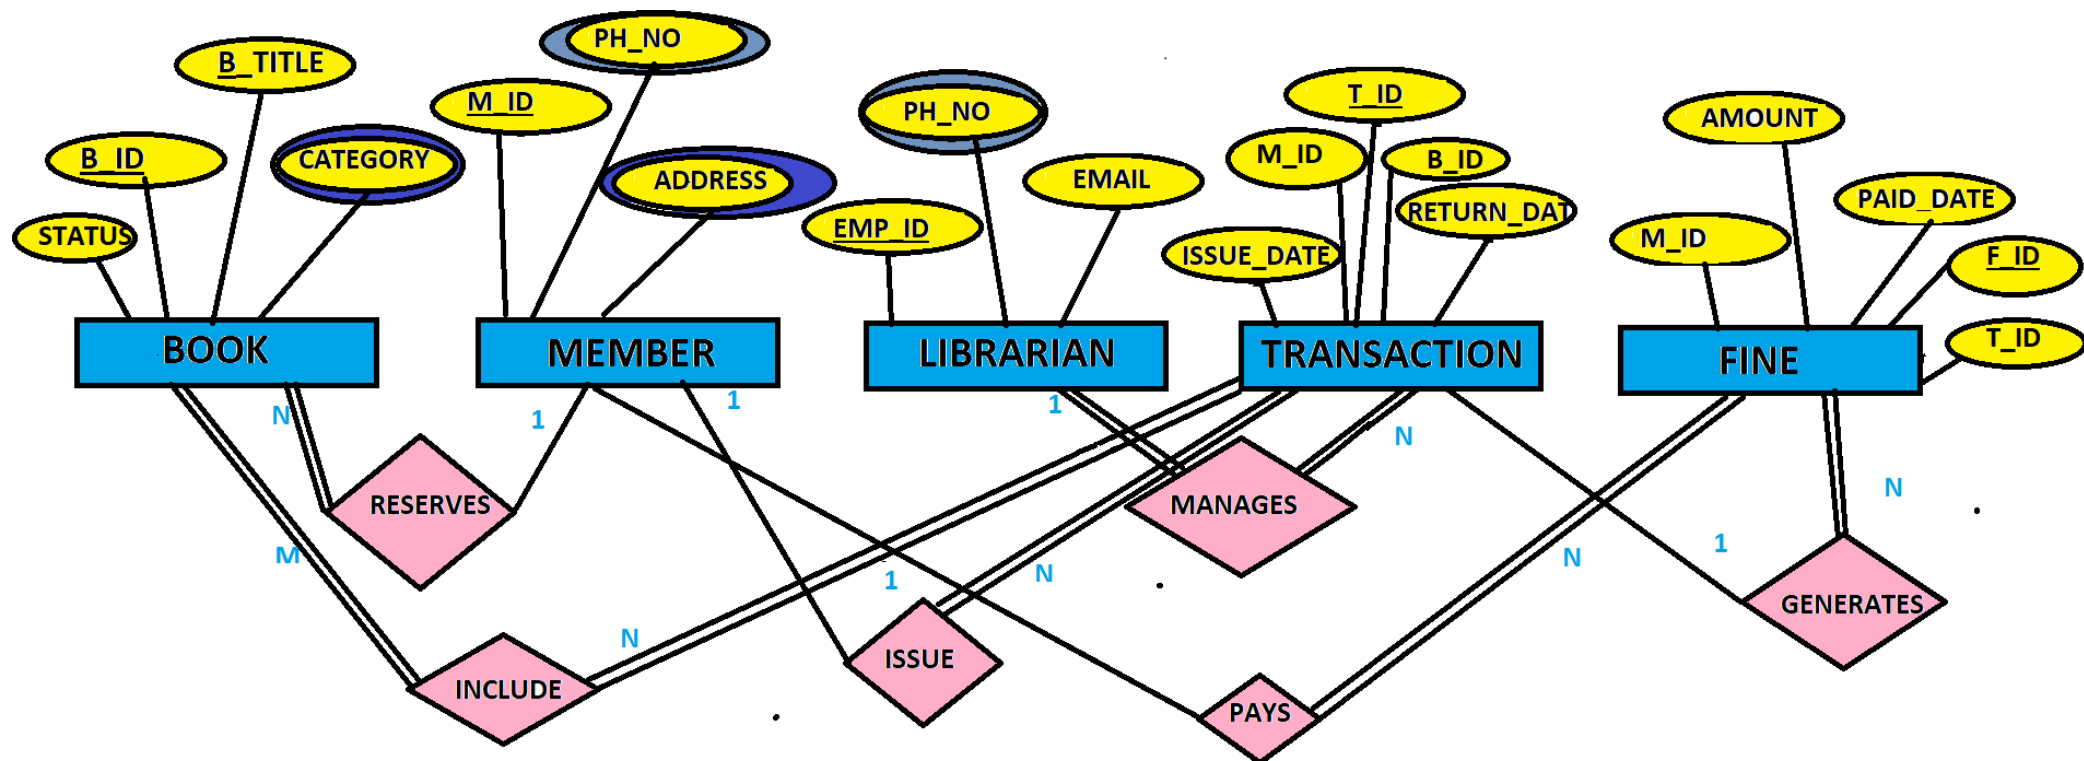 PH_NO
B_TITLE
M_ID
B_ID
CATEGORY
ADDRESS
STATUS
PH_NO
EMAIL
EMP_ID
T_ID
M_ID
B_ID
RETURN_DAT
ISSUE_DATE
AMOUNT
PAID_DATE
M_ID
F_ID
T_ID
BOOK
MEMBER
LIBRARIAN
TRANSACTION
FINE
N
1
1
1
N
N
RESERVES
MANAGES
M
1
N
N
1
GENERATES
N
INCLUDE
ISSUE
PAYS